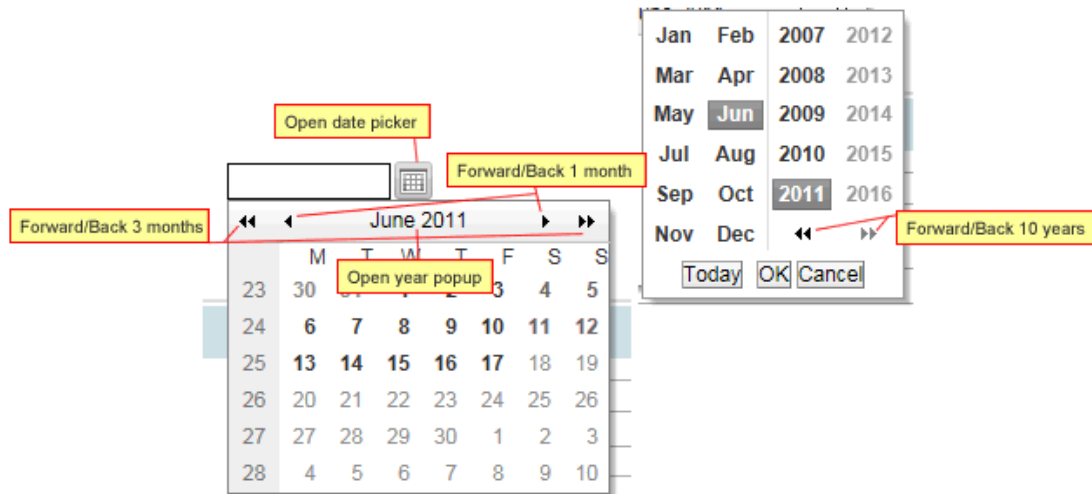 Jan Feb 2007 2012
Mar Apr 2008 2013
May Jun 2009 2014
Jul Aug 2010 2015
Sep Oct 2011 2016
Nov Dec
Today OK Cancel
Forward/Back 10 years
Open date picker
Forward/Back 1 month
Forward/Back 3 months
June 2011
M T W T F S S
Open year popup
23 30 31 1 2 3 4 5
24 6 7 8 9 10 11 12
25 13 14 15 16 17 18 19
26 20 21 22 23 24 25 26
27 27 28 29 30 1 2 3
28 4 5 6 7 8 9 10